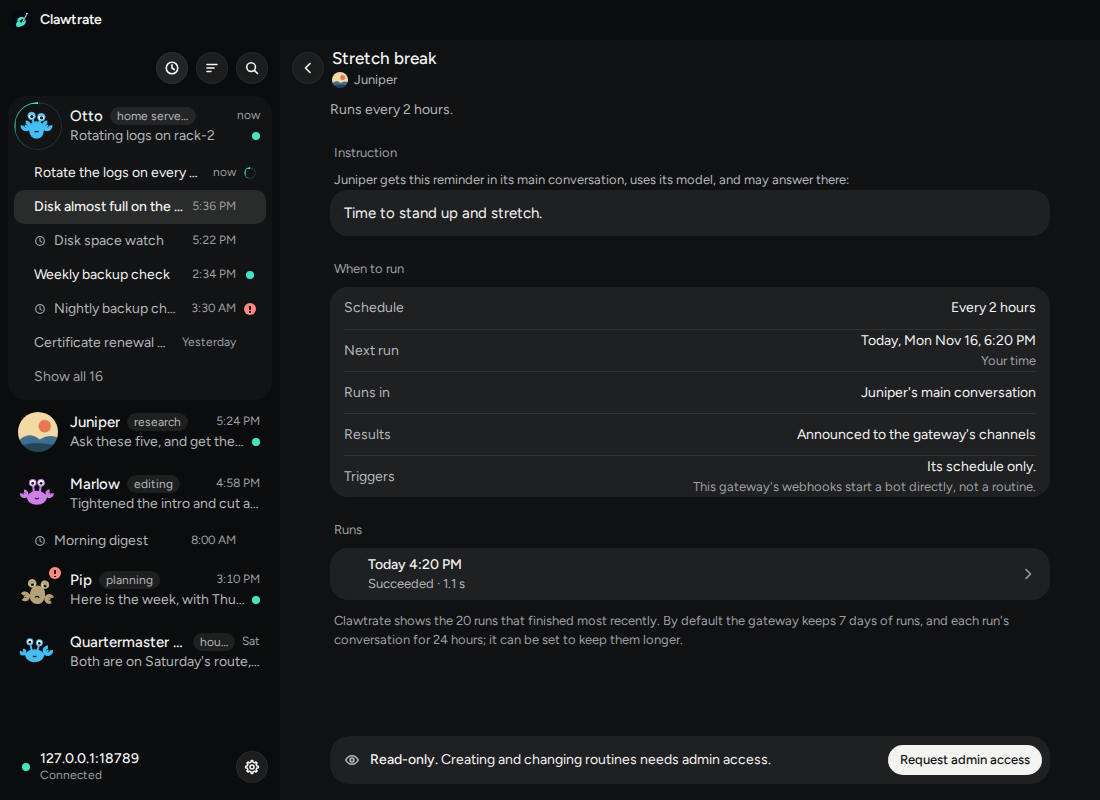 Clawtrate
Otto
home serve...
now
Rotating logs on rack-2
Rotate the logs on every ...
now
Disk almost full on the ...
5:36 PM
Disk space watch
5:22 PM
Weekly backup check
2:34 PM
Nightly backup ch...
3:30 AM
Certificate renewal ...
Yesterday
Show all 16
Juniper
research
5:24 PM
Ask these five, and get the...
Marlow
editing
4:58 PM
Tightened the intro and cut a...
Morning digest
8:00 AM
Pip
planning
3:10 PM
Here is the week, with Thu...
Quartermaster ...
hou...
Sat
Both are on Saturday's route,...
127.0.0.1:18789
Connected
Stretch break
Juniper
Runs every 2 hours.
Instruction
Juniper gets this reminder in its main conversation, uses its model, and may answer there:
Time to stand up and stretch.
When to run
Schedule
Every 2 hours
Next run
Today, Mon Nov 16, 6:20 PM
Your time
Runs in
Juniper's main conversation
Results
Announced to the gateway's channels
Triggers
Its schedule only.
This gateway's webhooks start a bot directly, not a routine.
Runs
Today 4:20 PM
Succeeded · 1.1 s
Clawtrate shows the 20 runs that finished most recently. By default the gateway keeps 7 days of runs, and each run's
conversation for 24 hours; it can be set to keep them longer.
Read-only. Creating and changing routines needs admin access.
Request admin access